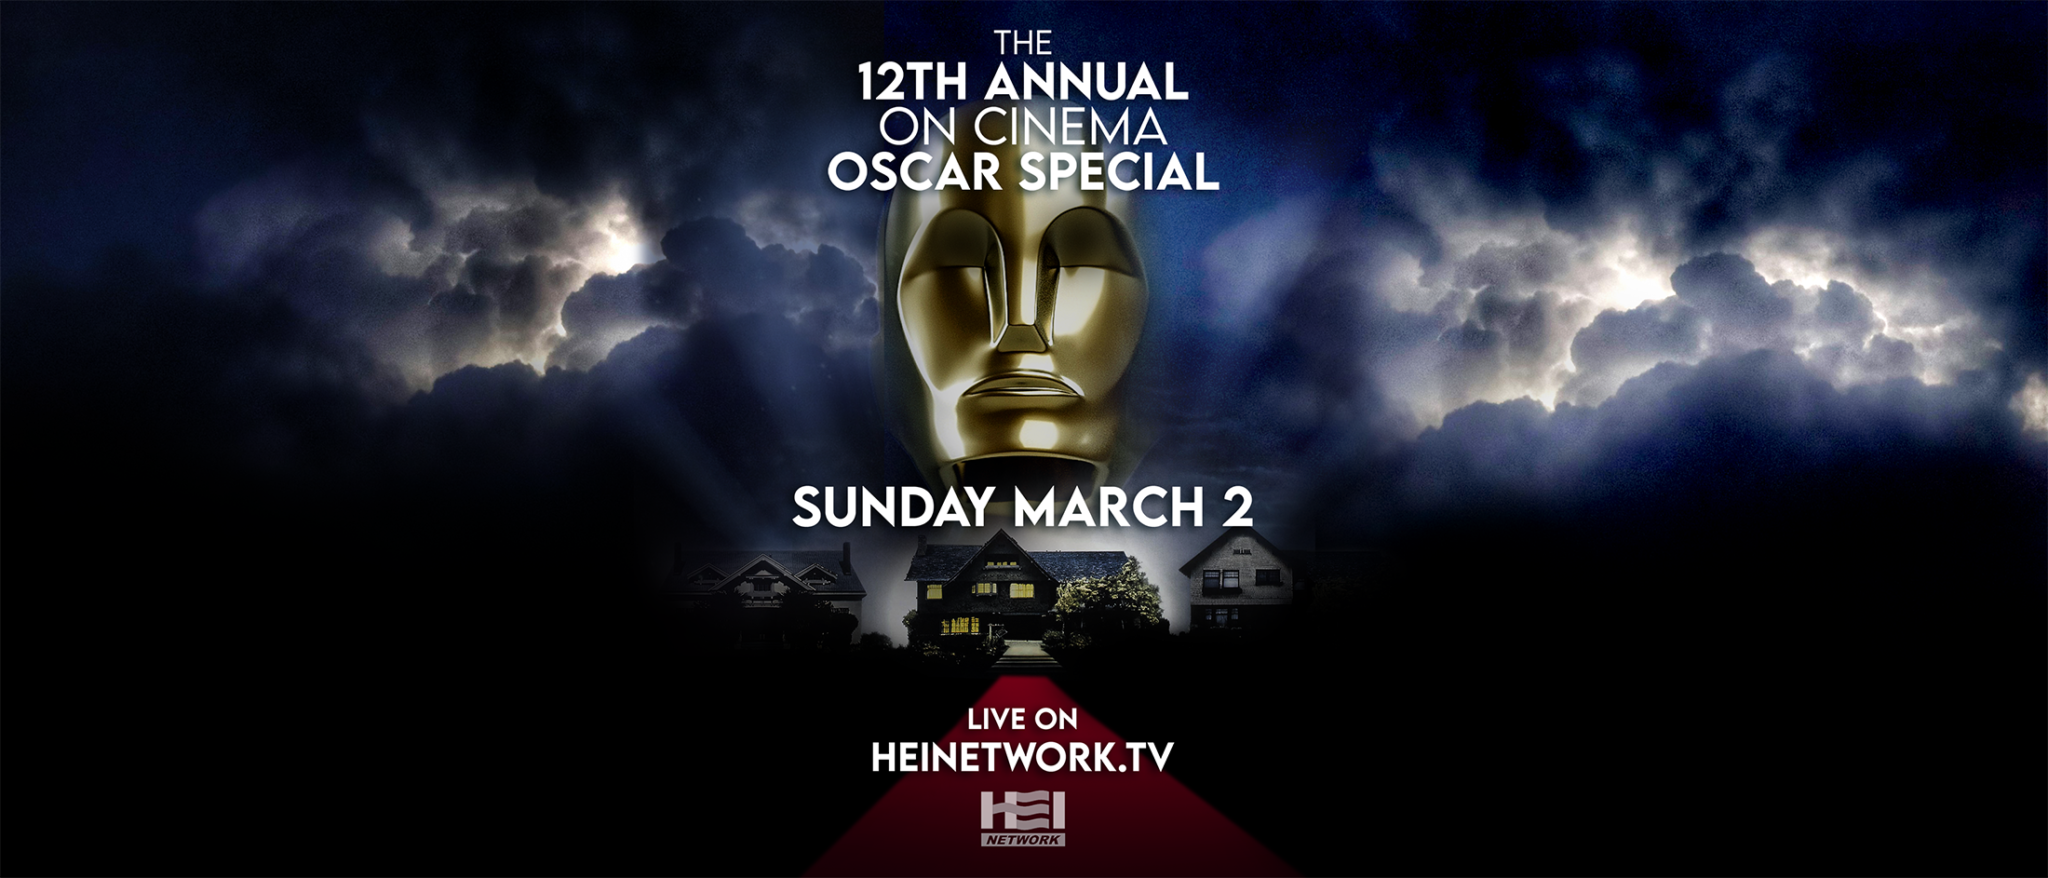 THE
12TH ANNUAL
ON CINEMA
OSCAR SPECIAL
SUNDAY MARCH 2
LIVE ON
HEINETWORK.TV
HEI
NETWORK